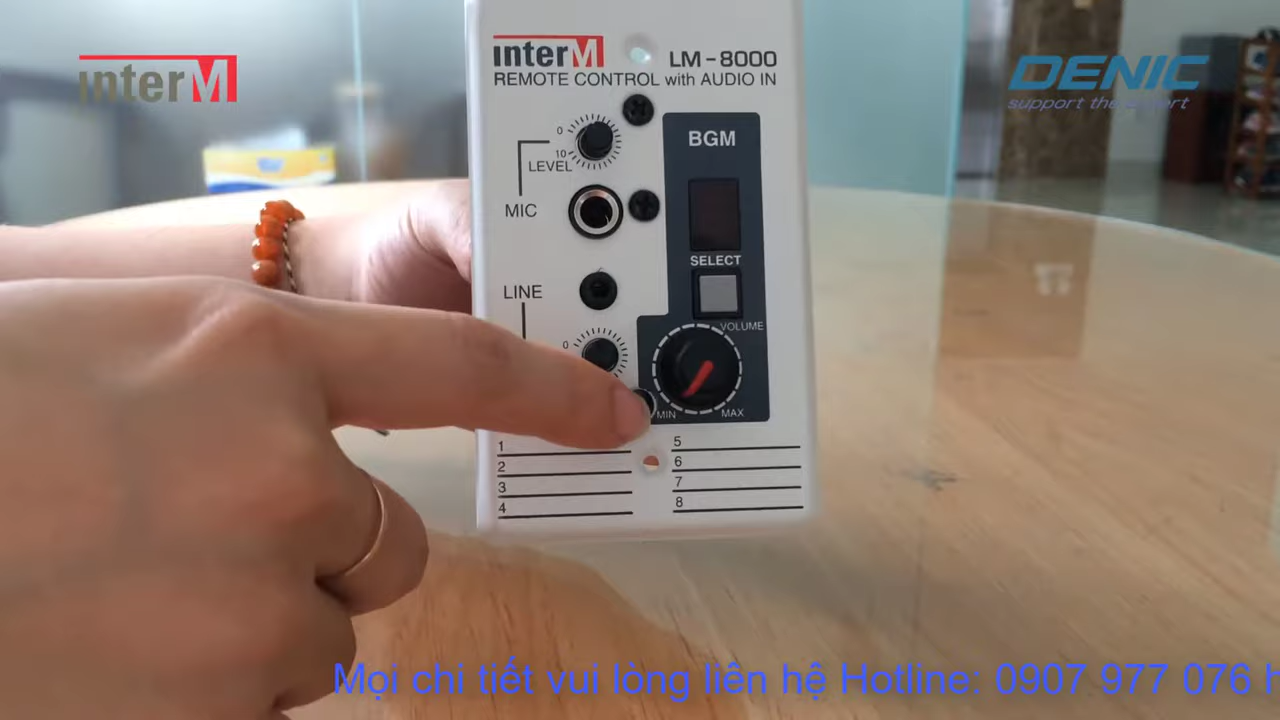 interM
DENIC
support the expert
interM LM-8000
REMOTE CONTROL with AUDIO IN
0
10
LEVEL
MIC
BGM
SELECT
LINE
0
VOLUME
MIN
MAX
1
2
3
4
5
6
7
8
Mọi chi tiết vui lòng liên hệ Hotline: 0907 977 076 h